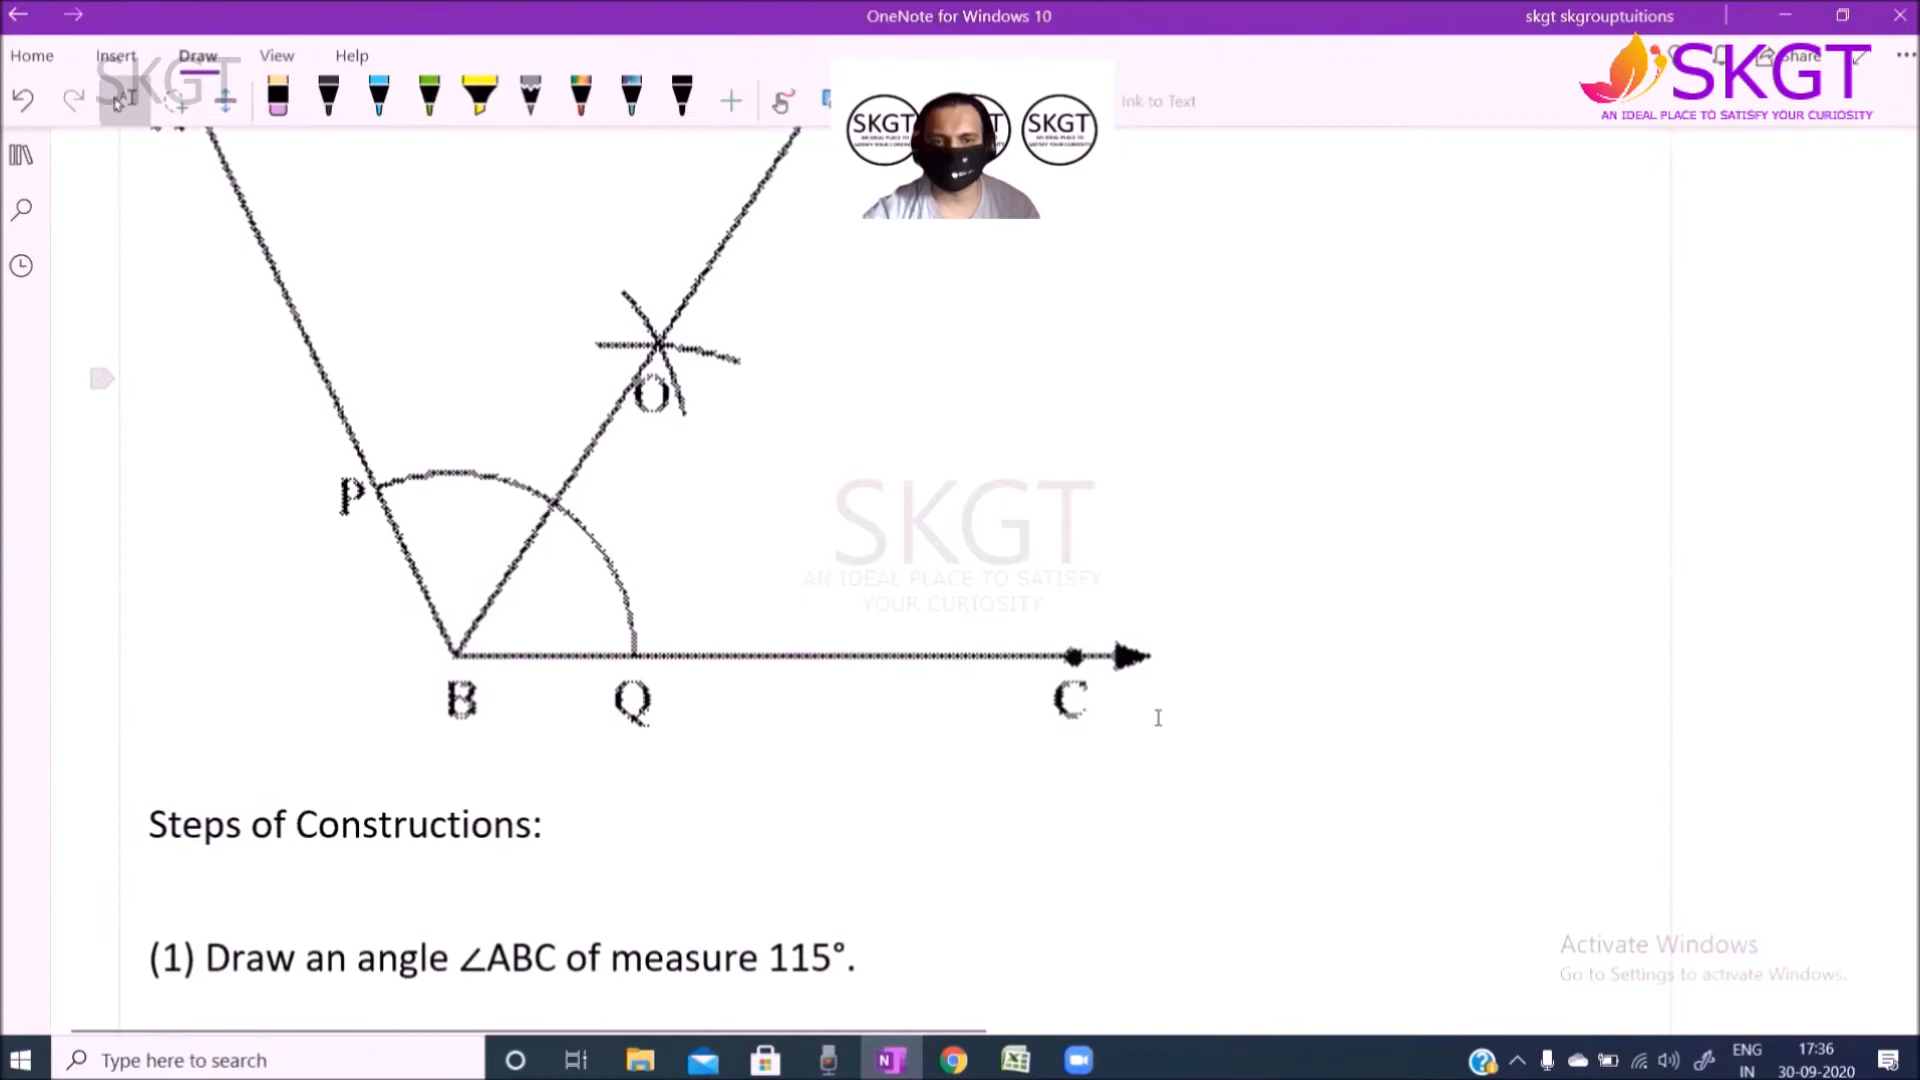 OneNote for Windows 10
skgt skgrouptuitions
Home Insert Draw View Help
Share
SKGT
SKGT
AN IDEAL PLACE TO SATISFY YOUR CURIOSITY
Ink to Text
SKGT
SKGT
O
P
SKGT
AN IDEAL PLACE TO SATISFY
YOUR CURIOSITY
B Q C
Steps of Constructions:
(1) Draw an angle ∠ABC of measure 115°.
Activate Windows
Go to Settings to activate Windows.
Type here to search
ENG
IN
17:36
30-09-2020